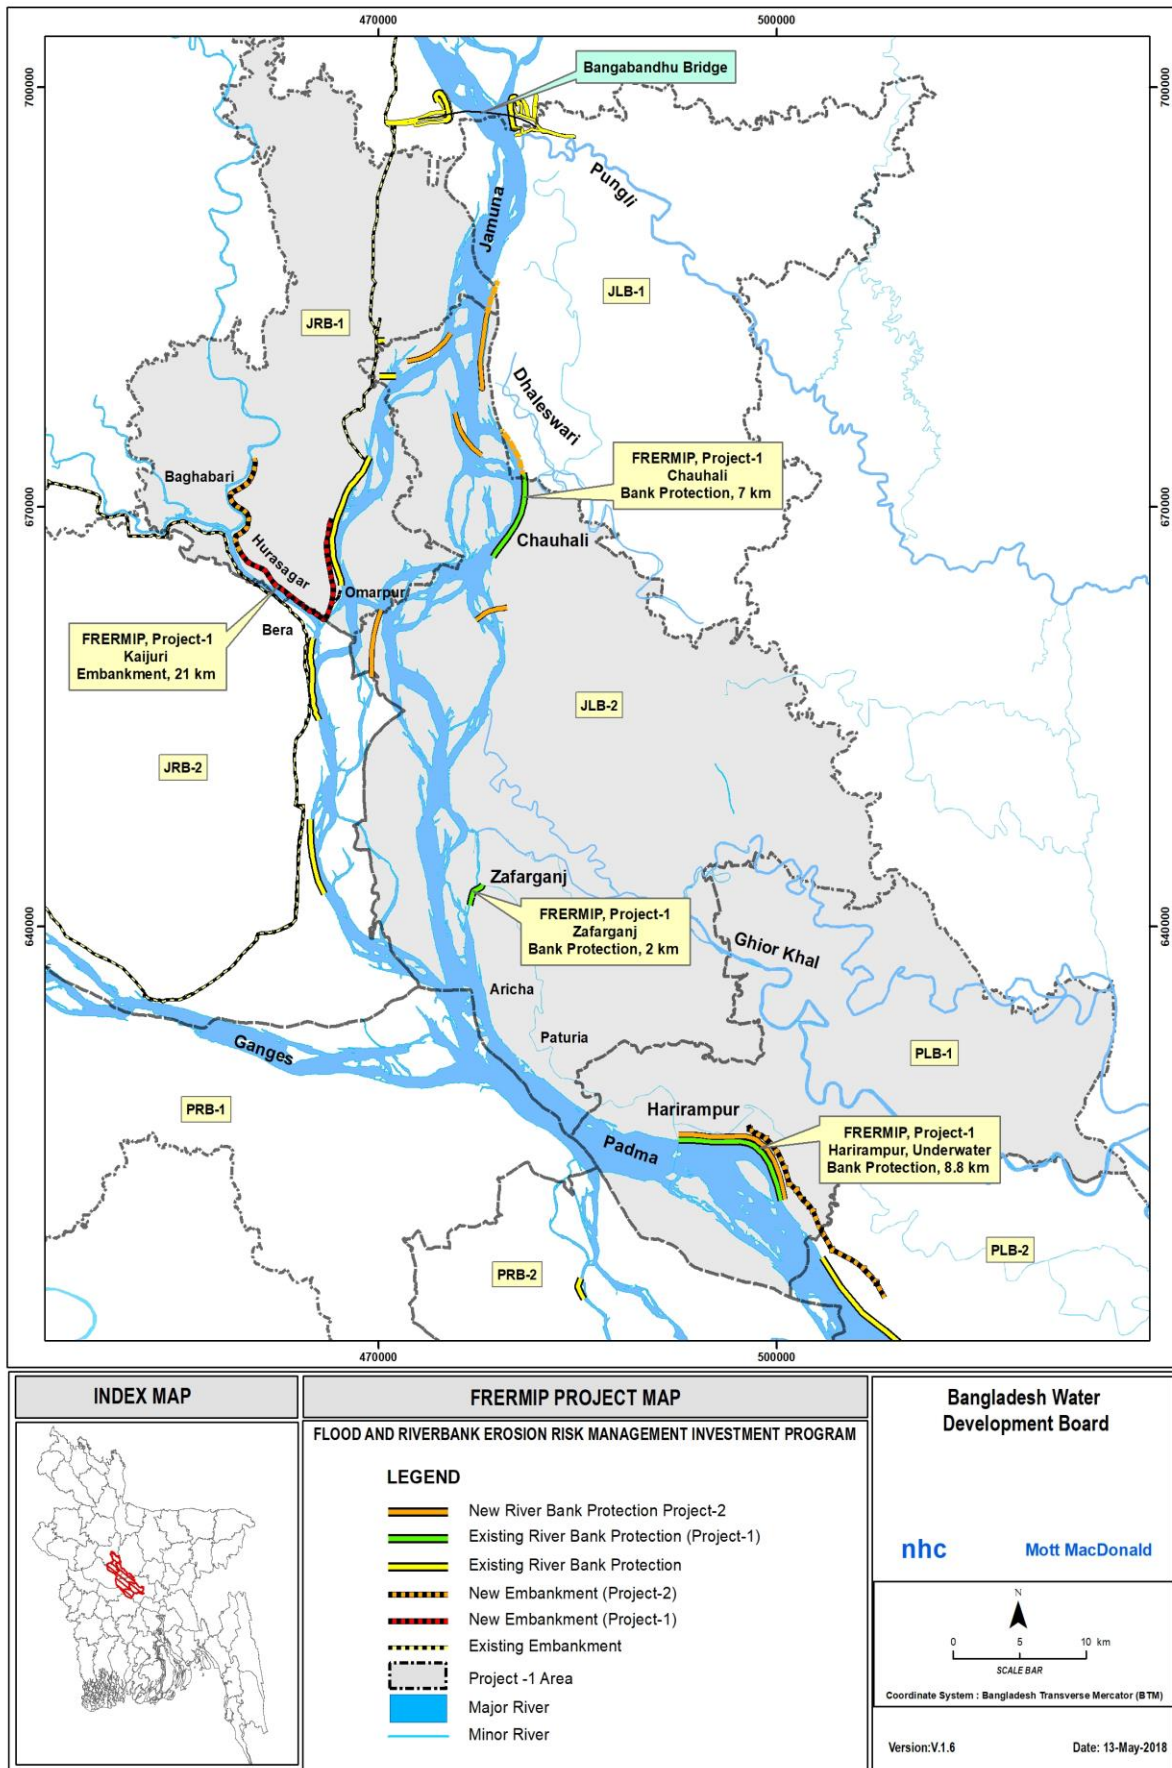 470000
500000
700000
700000
Bangabandhu Bridge
Pungli
Jamuna
JLB-1
JRB-1
Dhaleswari
FRERMIP, Project-1
Chauhali
Bank Protection, 7 km
Baghabari
670000
670000
Chauhali
Hurasagar
Omarpur
Bera
FRERMIP, Project-1
Kaijuri
Embankment, 21 km
JLB-2
JRB-2
Zafarganj
FRERMIP, Project-1
Zafarganj
Bank Protection, 2 km
640000
640000
Ghior Khal
Aricha
Paturia
Ganges
PLB-1
PRB-1
Harirampur
FRERMIP, Project-1
Harirampur, Underwater
Bank Protection, 8.8 km
Padma
PLB-2
PRB-2
470000
500000
INDEX MAP
FRERMIP PROJECT MAP
FLOOD AND RIVERBANK EROSION RISK MANAGEMENT INVESTMENT PROGRAM
LEGEND
New River Bank Protection Project-2
Existing River Bank Protection (Project-1)
Existing River Bank Protection
New Embankment (Project-2)
New Embankment (Project-1)
Existing Embankment
Project -1 Area
Major River
Minor River
Bangladesh Water
Development Board
nhc
Mott MacDonald
N
0 5 10 km
SCALE BAR
Coordinate System : Bangladesh Transverse Mercator (BTM)
Version:V.1.6
Date: 13-May-2018